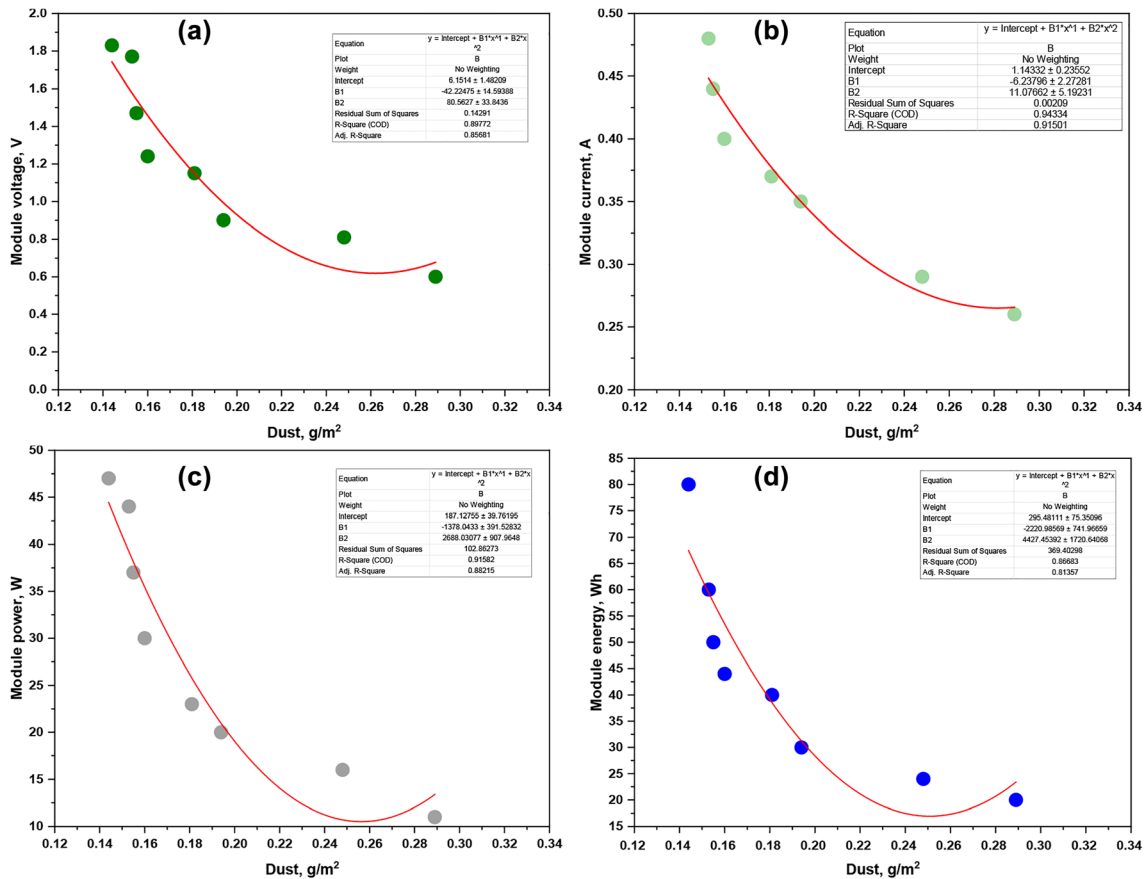 (a)
2.0
1.8
1.6
1.4
1.2
1.0
0.8
0.6
0.4
0.2
0.0
Module voltage, V
Equation y = Intercept + B1*x^1 + B2*x
^2
Plot B
Weight No Weighting
Intercept 6.1514 ± 1.48209
B1 -42.22475 ± 14.59388
B2 80.5627 ± 33.8436
Residual Sum of Squares 0.14291
R-Square (COD) 0.89772
Adj. R-Square 0.85681
0.12 0.14 0.16 0.18 0.20 0.22 0.24 0.26 0.28 0.30 0.32 0.34
Dust, g/m²
(b)
0.50
0.45
0.40
0.35
0.30
0.25
0.20
Module current, A
Equation y = Intercept + B1*x^1 + B2*x^2
Plot B
Weight No Weighting
Intercept 1.14332 ± 0.23552
B1 -6.23796 ± 2.27281
B2 11.07662 ± 5.19231
Residual Sum of Squares 0.00209
R-Square (COD) 0.94334
Adj. R-Square 0.91501
0.12 0.14 0.16 0.18 0.20 0.22 0.24 0.26 0.28 0.30 0.32 0.34
Dust, g/m²
(c)
50
45
40
35
30
25
20
15
10
Module power, W
Equation y = Intercept + B1*x^1 + B2*x
^2
Plot B
Weight No Weighting
Intercept 187.12755 ± 39.76195
B1 -1378.0433 ± 391.52832
B2 2688.03077 ± 907.9648
Residual Sum of Squares 102.86273
R-Square (COD) 0.91582
Adj. R-Square 0.88215
0.12 0.14 0.16 0.18 0.20 0.22 0.24 0.26 0.28 0.30 0.32 0.34
Dust, g/m²
(d)
85
80
75
70
65
60
55
50
45
40
35
30
25
20
15
Module energy, Wh
Equation y = Intercept + B1*x^1 + B2*x
^2
Plot B
Weight No Weighting
Intercept 295.48111 ± 75.35096
B1 -2220.98569 ± 741.96659
B2 4427.45392 ± 1720.64068
Residual Sum of Squares 369.40298
R-Square (COD) 0.86683
Adj. R-Square 0.81357
0.12 0.14 0.16 0.18 0.20 0.22 0.24 0.26 0.28 0.30 0.32 0.34
Dust, g/m²